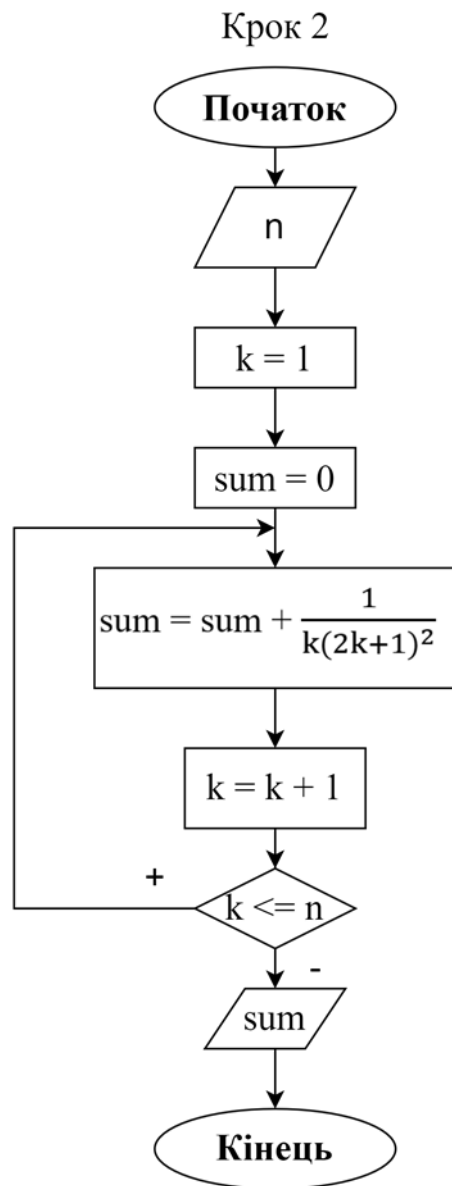 Крок 2
Початок
n
k = 1
sum = 0
sum = sum + 1/(k(2k+1)²)
k = k + 1
+
k <= n
-
sum
Кінець